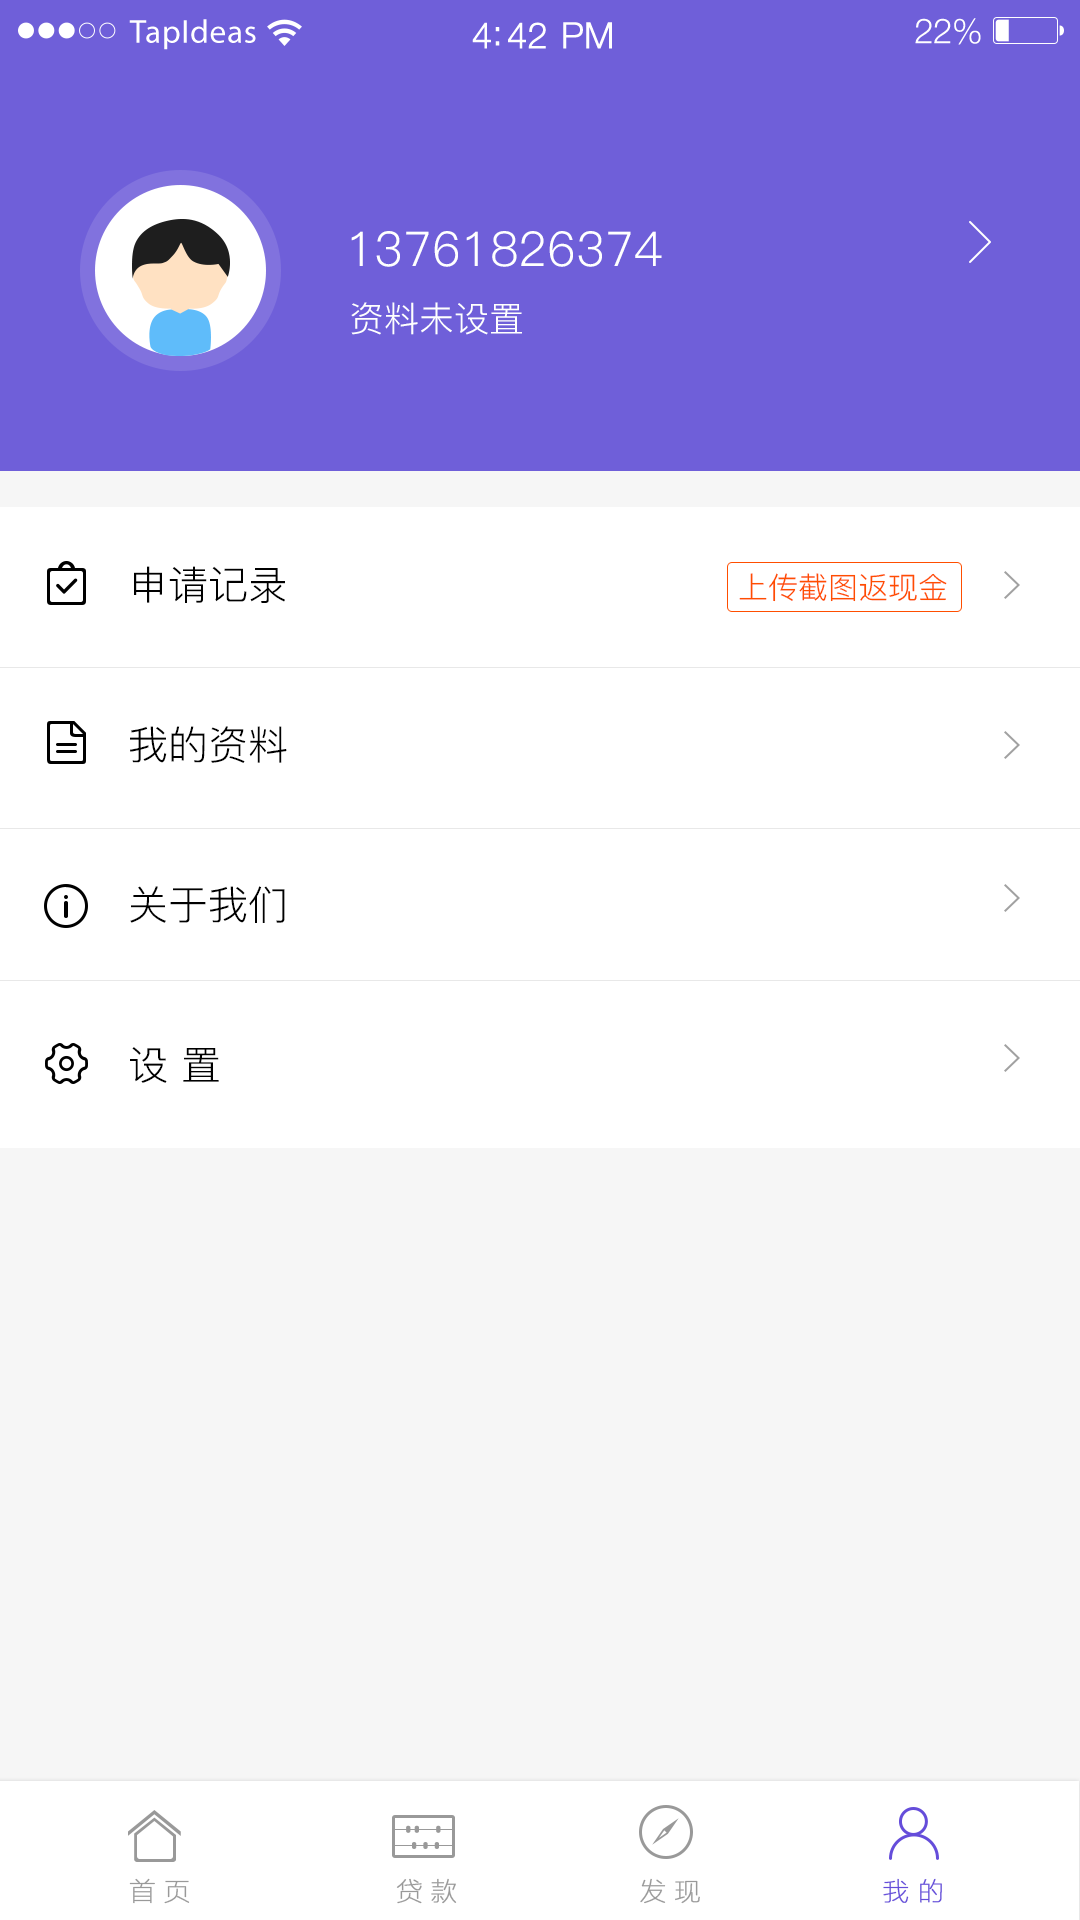 TapIdeas 4:42 PM 22%
13761826374
资料未设置
申请记录 上传截图返现金
我的资料
关于我们
设 置
首 页 贷 款 发 现 我 的